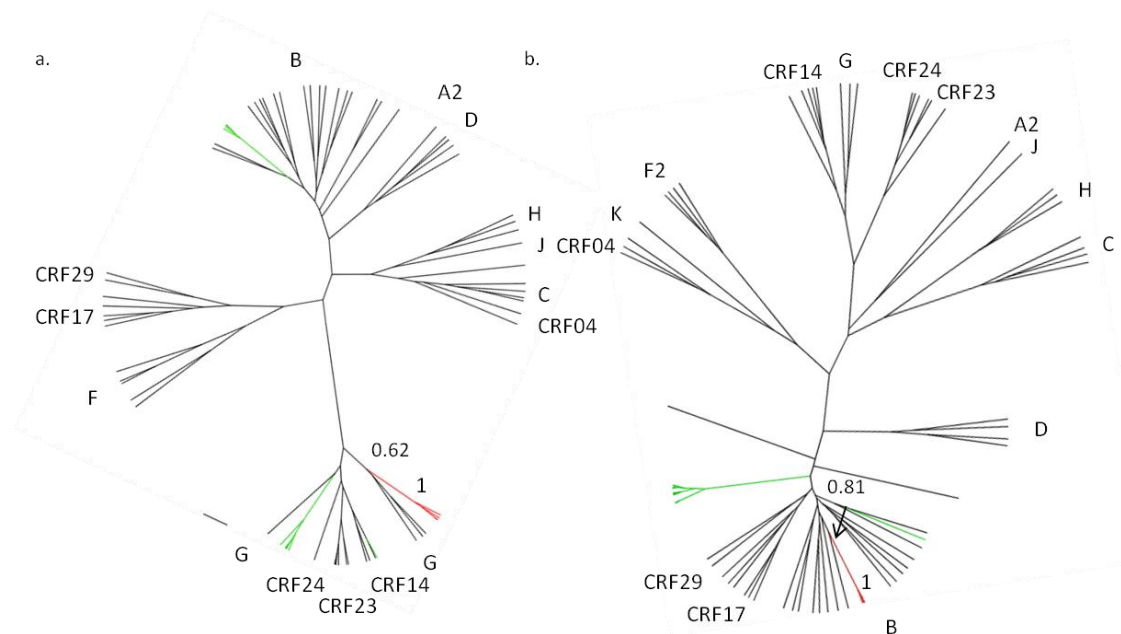 a.
B
A2
D
H
J
C
CRF04
CRF29
CRF17
F
0.62
1
G
CRF24
CRF23
CRF14
G
b.
CRF14
G
CRF24
CRF23
A2
J
H
C
F2
K
CRF04
D
0.81
1
CRF29
CRF17
B